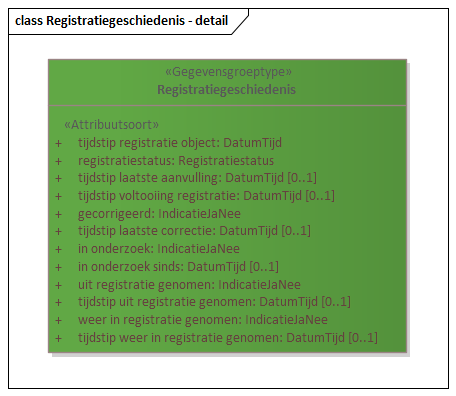 class Registratiegeschiedenis - detail
«Gegevensgroeptype»
Registratiegeschiedenis
«Attribuutsoort»
+ tijdstip registratie object: DatumTijd
+ registratiestatus: Registratiestatus
+ tijdstip laatste aanvulling: DatumTijd [0..1]
+ tijdstip voltooiing registratie: DatumTijd [0..1]
+ gecorrigeerd: IndicatieJaNee
+ tijdstip laatste correctie: DatumTijd [0..1]
+ in onderzoek: IndicatieJaNee
+ in onderzoek sinds: DatumTijd [0..1]
+ uit registratie genomen: IndicatieJaNee
+ tijdstip uit registratie genomen: DatumTijd [0..1]
+ weer in registratie genomen: IndicatieJaNee
+ tijdstip weer in registratie genomen: DatumTijd [0..1]